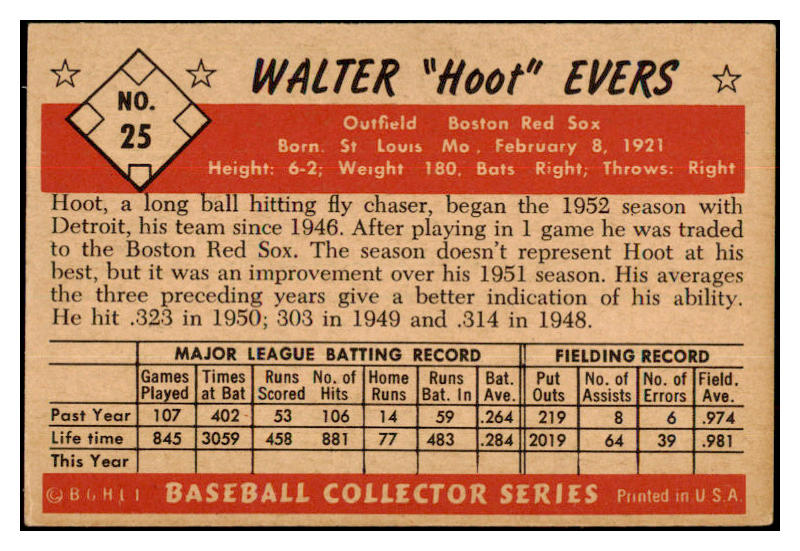 NO.
25
WALTER "Hoot" EVERS
Outfield Boston Red Sox
Born. St Louis Mo. February 8, 1921
Height: 6-2; Weight 180, Bats Right; Throws: Right
Hoot, a long ball hitting fly chaser, began the 1952 season with
Detroit, his team since 1946. After playing in 1 game he was traded
to the Boston Red Sox. The season doesn't represent Hoot at his
best, but it was an improvement over his 1951 season. His averages
the three preceding years give a better indication of his ability.
He hit .323 in 1950; 303 in 1949 and .314 in 1948.
MAJOR LEAGUE BATTING RECORD FIELDING RECORD
Games Times Runs No. of Home Runs Bat. Put No. of No. of Field.
Played at Bat Scored Hits Runs Bat. In Ave. Outs Assists Errors Ave.
Past Year 107 402 53 106 14 59 .264 219 8 6 .974
Life time 845 3059 458 881 77 483 .284 2019 64 39 .981
This Year
© BASEBALL COLLECTOR SERIES Printed in U S A.